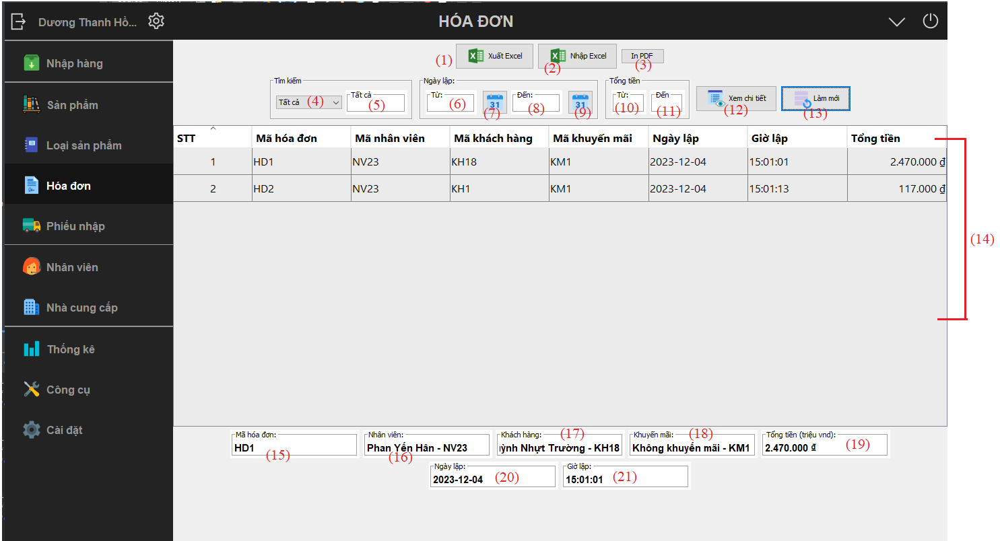 Dương Thanh Hồ...
HÓA ĐƠN
Nhập hàng
Sản phẩm
Loại sản phẩm
Hóa đơn
Phiếu nhập
Nhân viên
Nhà cung cấp
Thống kê
Công cụ
Cài đặt
(1) Xuất Excel (2) Nhập Excel In PDF (3)
Tìm kiếm Ngày lập: Tổng tiền
Tất cả (4) Tất cả (5) Từ: (6) 31 (7) Đến: (8) 31 (9) Từ: (10) Đến (11) Xem chi tiết (12) Làm mới (13)
STT Mã hóa đơn Mã nhân viên Mã khách hàng Mã khuyến mãi Ngày lập Giờ lập Tổng tiền
1 HD1 NV23 KH18 KM1 2023-12-04 15:01:01 2.470.000 ₫
2 HD2 NV23 KH1 KM1 2023-12-04 15:01:13 117.000 ₫
(14)
Mã hóa đơn: Nhân viên: Khách hàng: (17) Khuyến mãi: (18) Tổng tiền (triệu vnd):
HD1 (15) Phan Yến Hân - NV23 (16) ỳnh Nhựt Trường - KH18 Không khuyến mãi - KM1 2.470.000 ₫ (19)
Ngày lập: Giờ lập:
2023-12-04 (20) 15:01:01 (21)